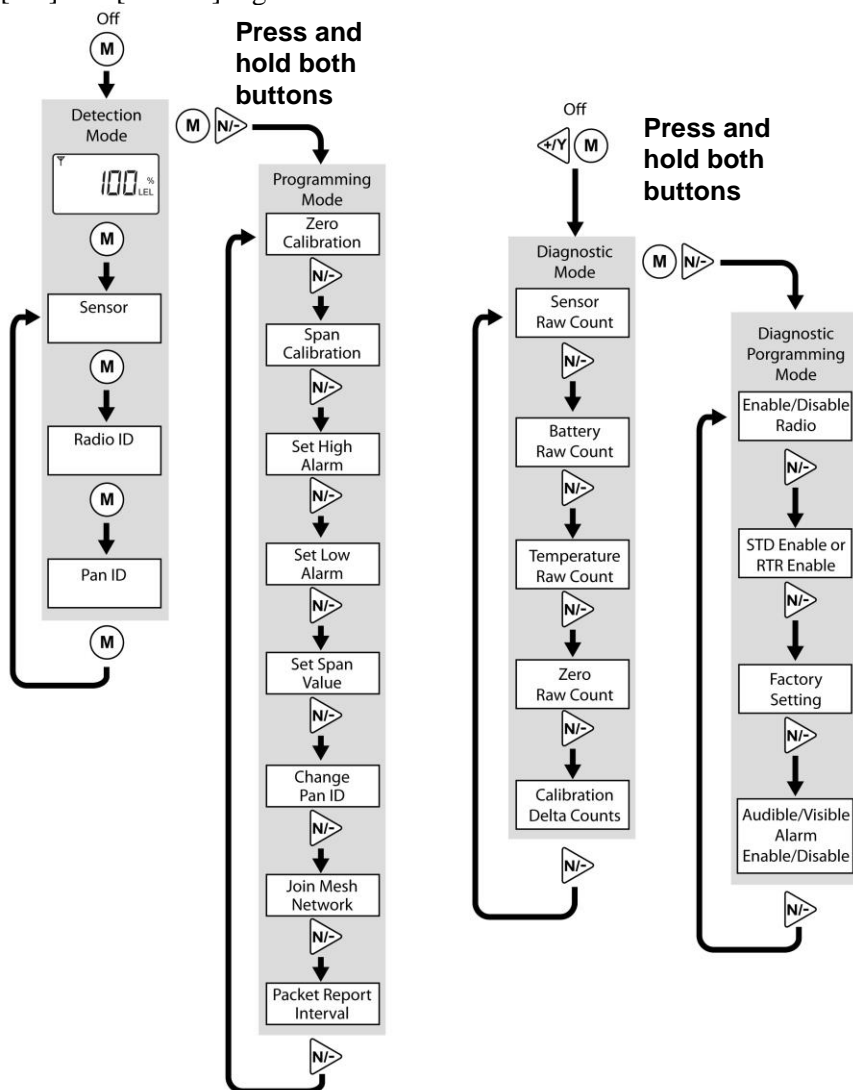 Off
M
Press and
hold both
buttons
Detection
Mode
100 %
LEL
M
Sensor
M
Radio ID
M
Pan ID
M
M N/-
Programming
Mode
Zero
Calibration
N/-
Span
Calibration
N/-
Set High
Alarm
N/-
Set Low
Alarm
N/-
Set Span
Value
N/-
Change
Pan ID
N/-
Join Mesh
Network
N/-
Packet Report
Interval
N/-
Off
+/Y M
Press and
hold both
buttons
Diagnostic
Mode
Sensor
Raw Count
N/-
Battery
Raw Count
N/-
Temperature
Raw Count
N/-
Zero
Raw Count
N/-
Calibration
Delta Counts
N/-
M N/-
Diagnostic
Porgramming
Mode
Enable/Disable
Radio
N/-
STD Enable or
RTR Enable
N/-
Factory
Setting
N/-
Audible/Visible
Alarm
Enable/Disable
N/-